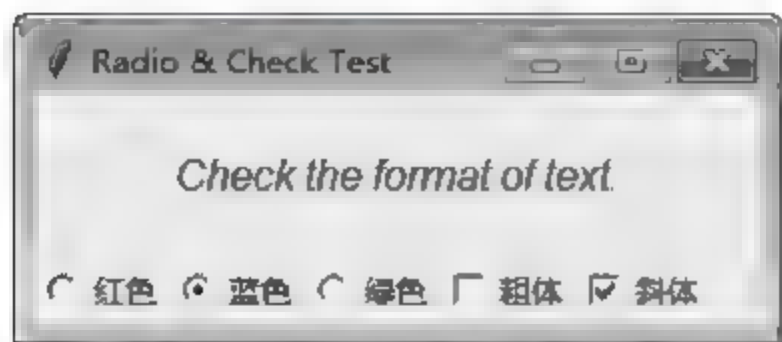 Radio & Check Test
Check the format of text.
红色 蓝色 绿色 粗体 斜体